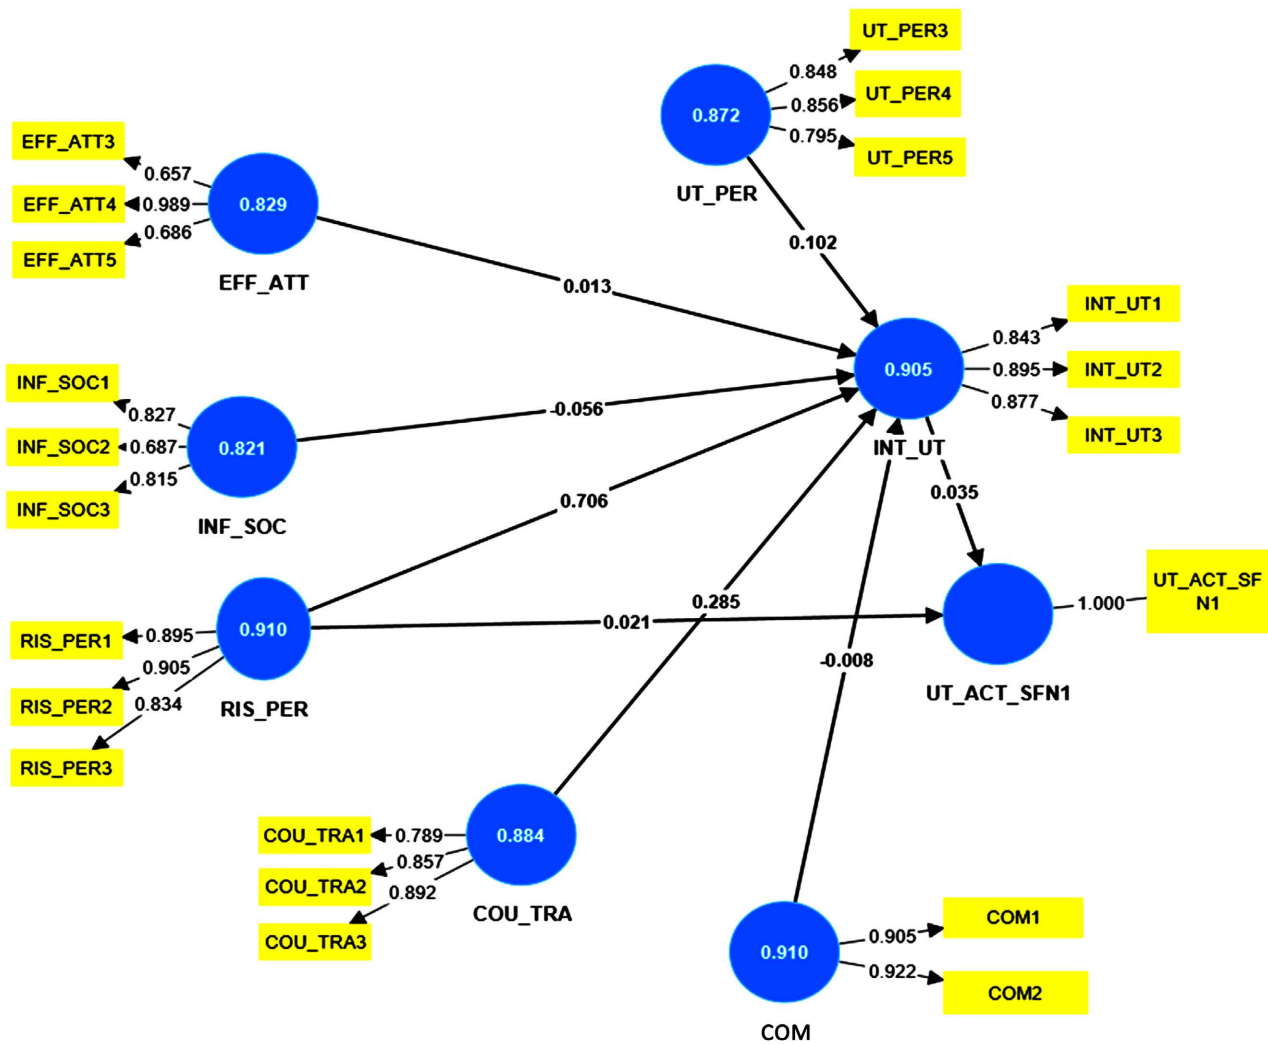 UT_PER3
0.848
UT_PER4
0.872
0.856
0.795
UT_PER5
UT_PER
EFF_ATT3
0.657
EFF_ATT4
0.989
0.829
0.686
EFF_ATT5
EFF_ATT
0.102
0.013
INT_UT1
0.843
0.905
0.895
INT_UT2
0.877
INT_UT3
INT_UT
INF_SOC1
0.827
-0.056
INF_SOC2
0.687
0.821
0.815
INF_SOC3
INF_SOC
0.706
0.035
UT_ACT_SF
N1
1.000
0.285
0.021
UT_ACT_SFN1
RIS_PER1
0.895
0.910
0.905
RIS_PER2
0.834
RIS_PER
RIS_PER3
-0.008
COU_TRA1
0.789
0.884
0.857
COU_TRA2
0.892
COU_TRA
COU_TRA3
COM1
0.905
0.910
0.922
COM2
COM